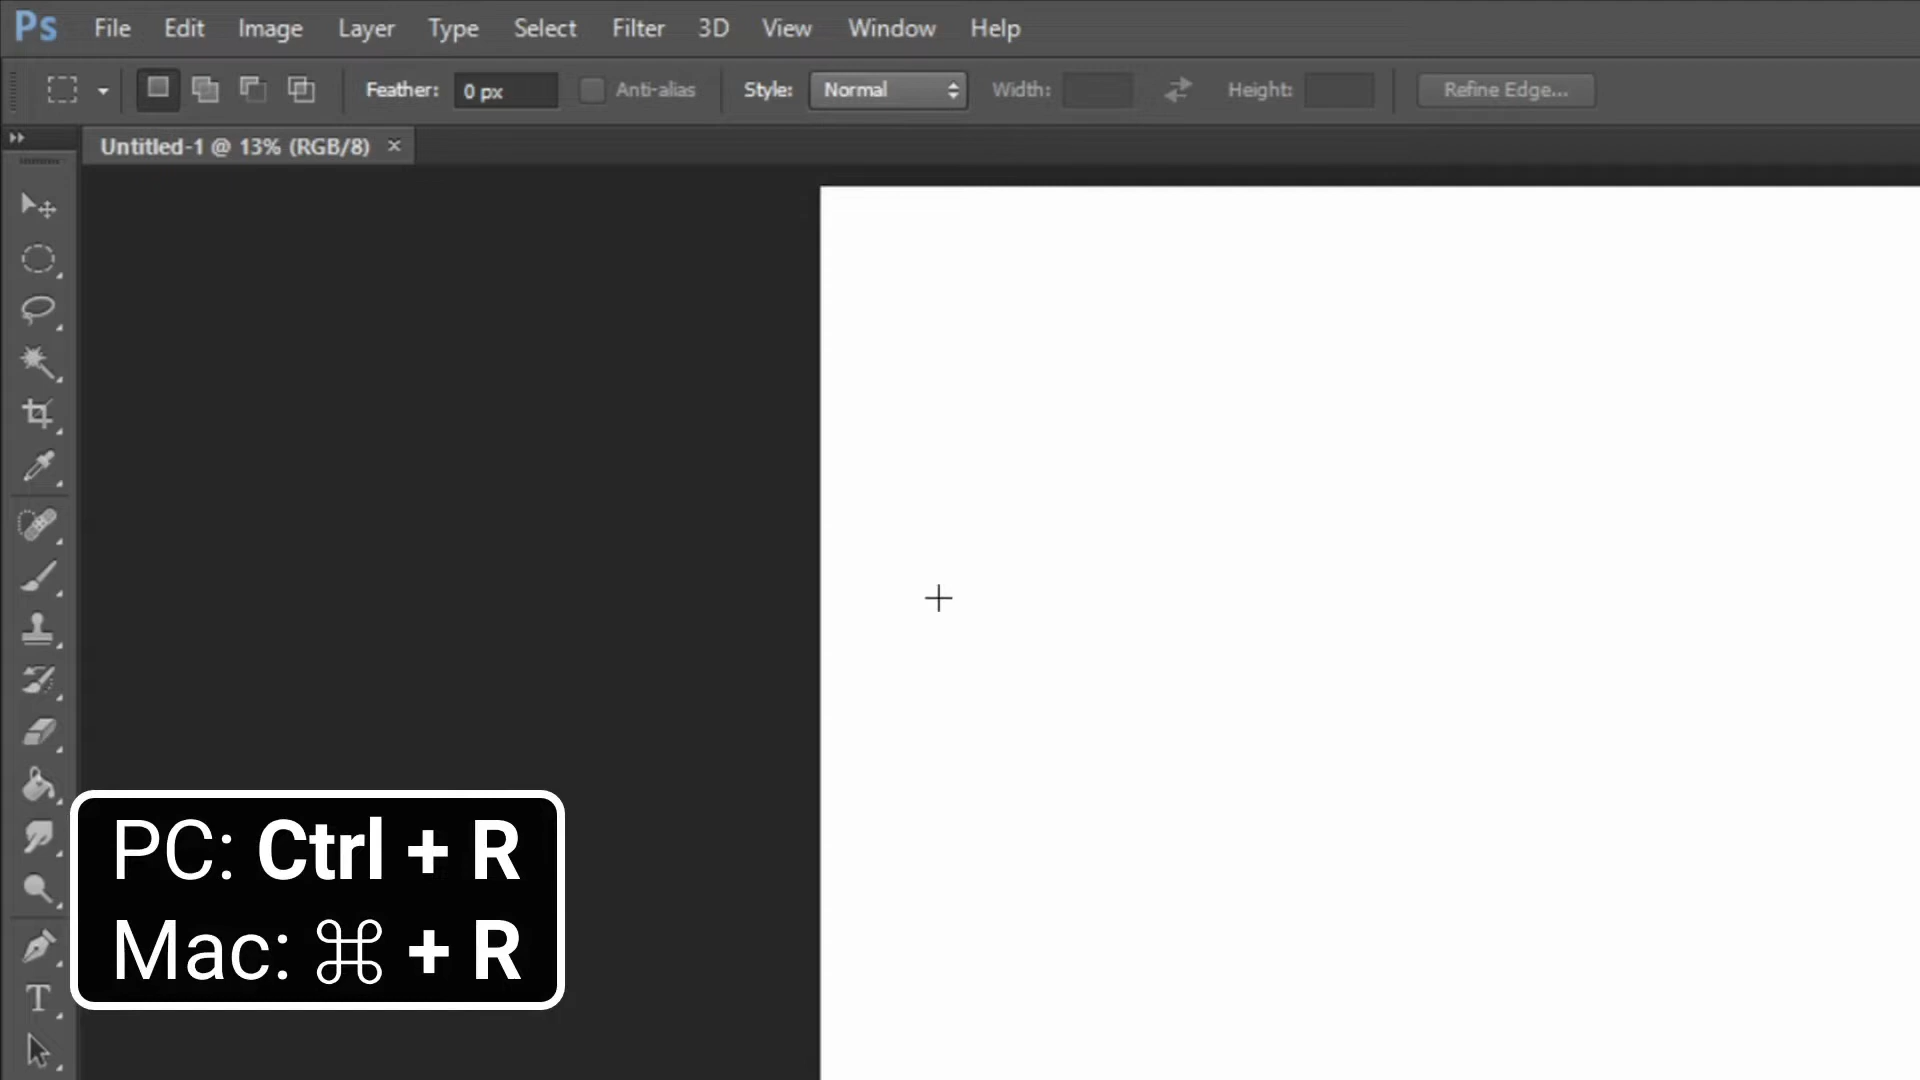 Ps File Edit Image Layer Type Select Filter 3D View Window Help
Feather: 0 px Anti-alias Style: Normal Width: Height: Refine Edge...
Untitled-1 @ 13% (RGB/8) ×
T
PC: Ctrl + R
Mac: ⌘ + R